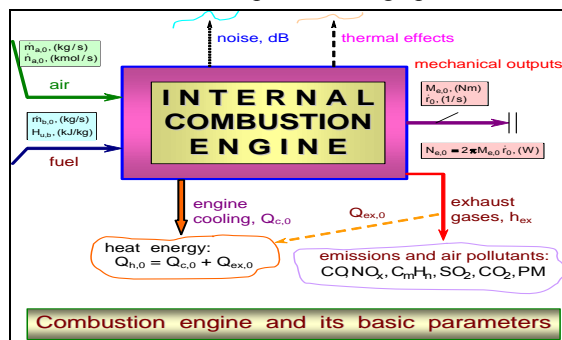 ṁa,0, (kg/s)
ṅa,0, (kmol/s)
air
noise, dB
thermal effects
mechanical outputs
INTERNAL
COMBUSTION
ENGINE
Me,0, (Nm)
ṙ0, (1/s)
ṁb,0, (kg/s)
Hu,b, (kJ/kg)
fuel
Ne,0 = 2πMe,0 ṙ0, (W)
engine
cooling, Qc,0
Qex,0
exhaust
gases, hex
heat energy:
Qh,0 = Qc,0 + Qex,0
emissions and air pollutants:
CO,NOx, CmHn, SO2, CO2, PM
Combustion engine and its basic parameters